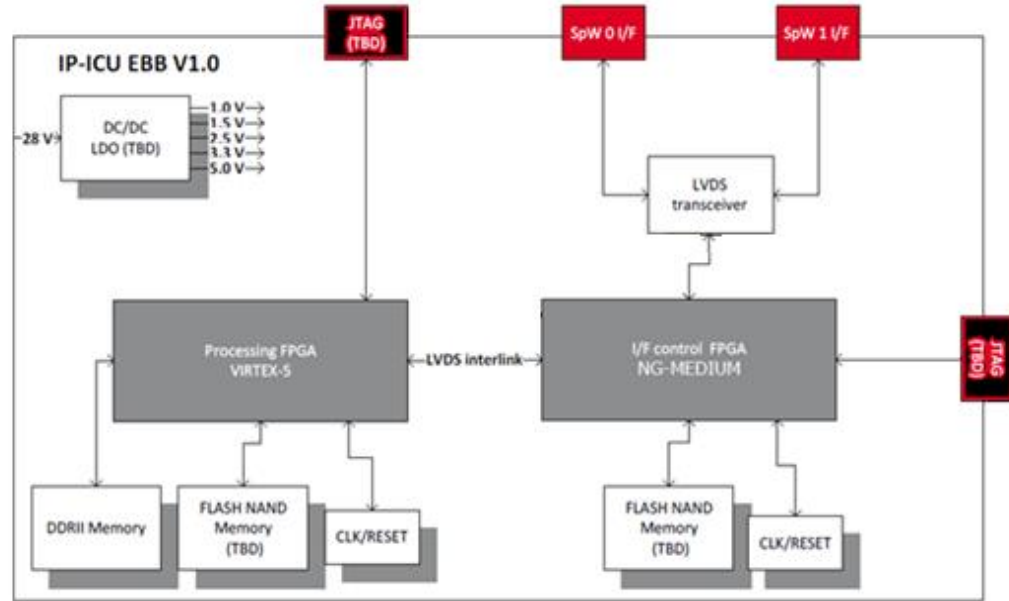 JTAG
(TBD)
SpW 0 I/F
SpW 1 I/F
IP-ICU EBB V1.0
28 V
DC/DC
LDO (TBD)
1.0 V
1.5 V
2.5 V
3.3 V
5.0 V
LVDS
transceiver
Processing FPGA
VIRTEX-5
LVDS interlink
I/F control FPGA
NG-MEDIUM
JTAG
(TBD)
DDRII Memory
FLASH NAND
Memory
(TBD)
CLK/RESET
FLASH NAND
Memory
(TBD)
CLK/RESET